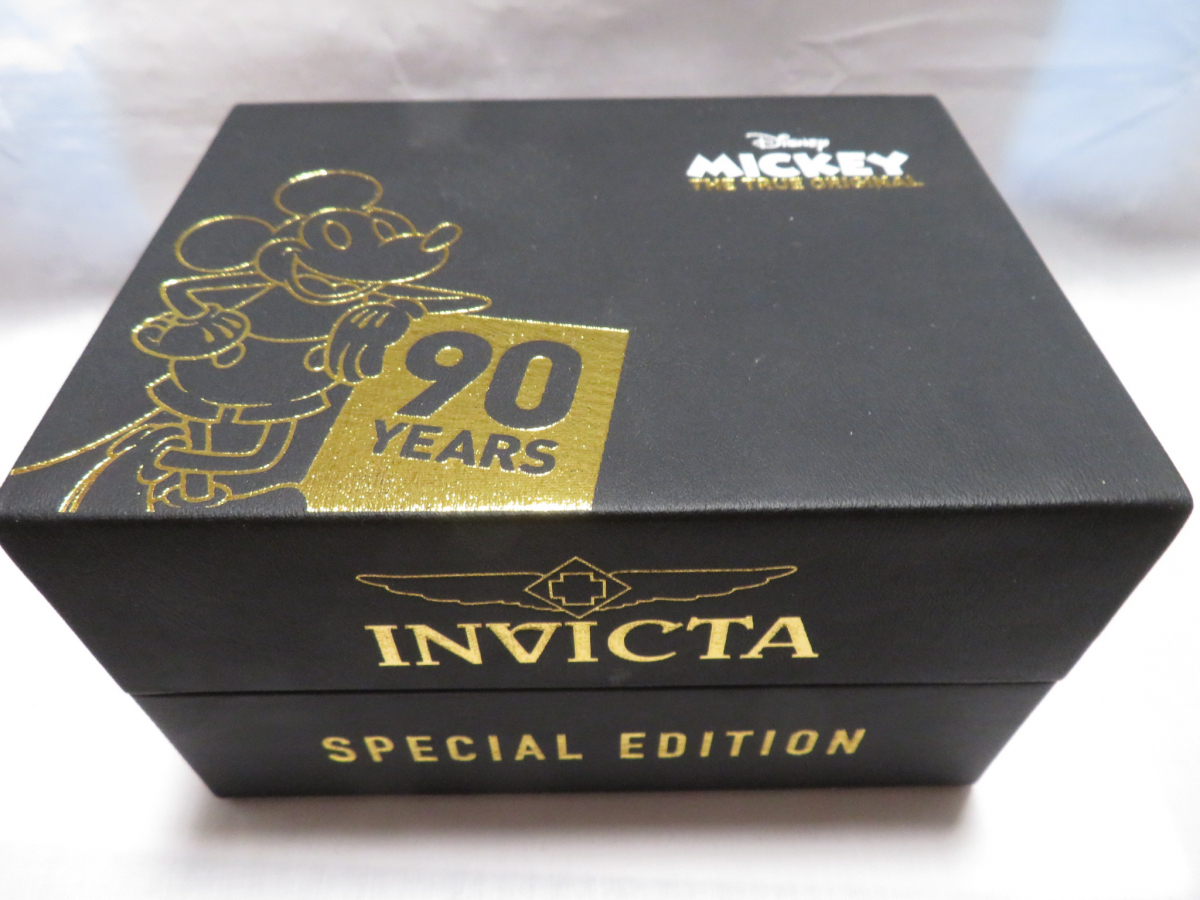 Disney
MICKEY
THE TRUE ORIGINAL
90
YEARS
INVICTA
SPECIAL EDITION